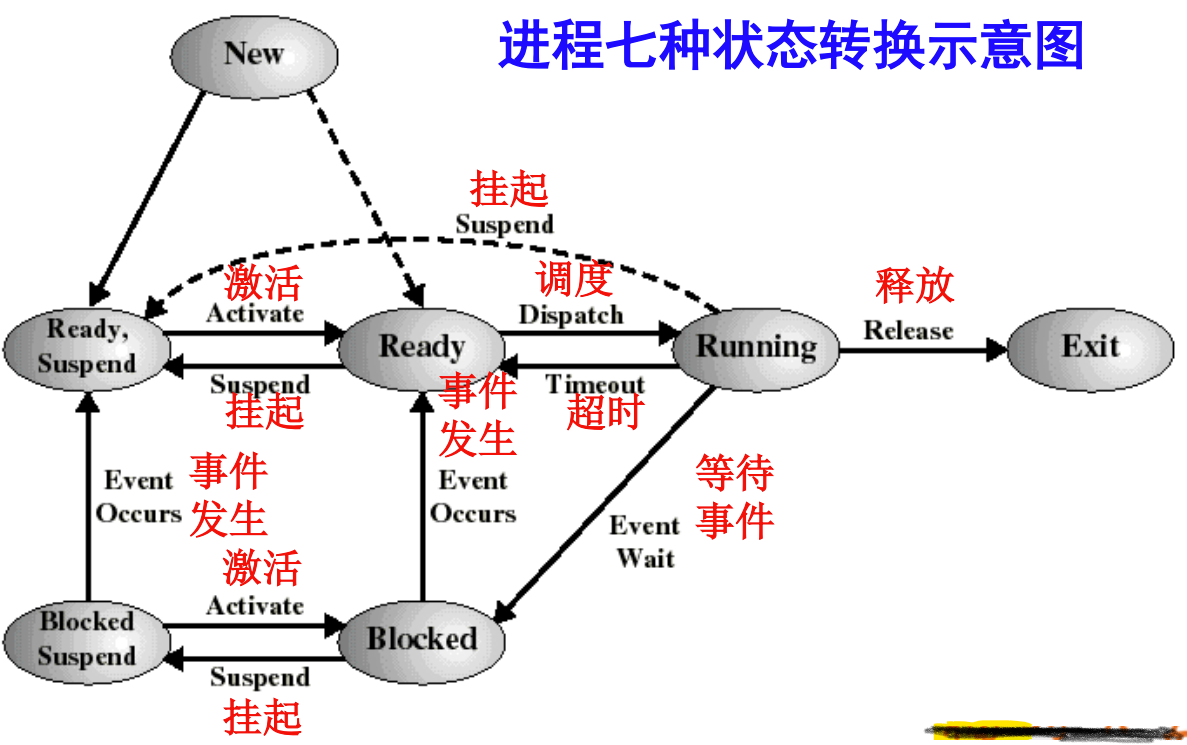 进程七种状态转换示意图
New
挂起
Suspend
激活
Activate
调度
Dispatch
释放
Release
Ready,
Suspend
Ready
Running
Exit
Suspend
挂起
事件
发生
Timeout
超时
Event
Occurs
事件
发生
Event
Occurs
等待
事件
Event
Wait
激活
Activate
Blocked
Suspend
Blocked
Suspend
挂起